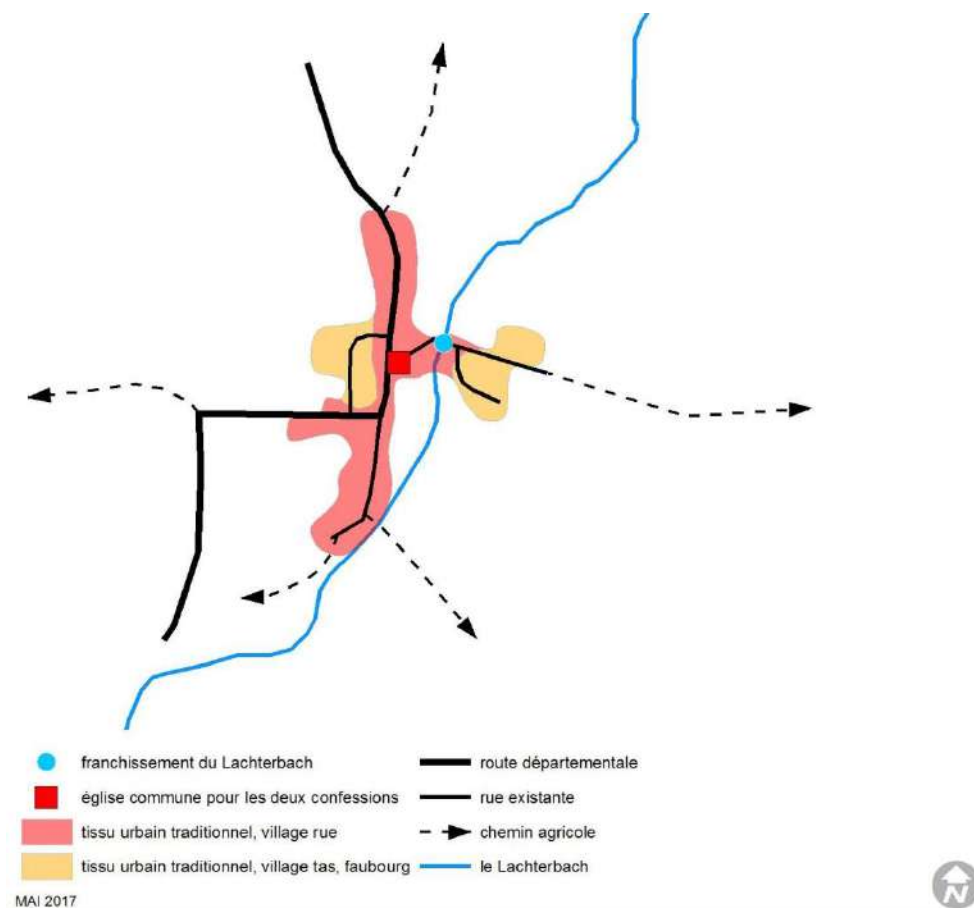 franchissement du Lachterbach
route départementale
église commune pour les deux confessions
rue existante
tissu urbain traditionnel, village rue
chemin agricole
tissu urbain traditionnel, village tas, faubourg
le Lachterbach
MAI 2017
N